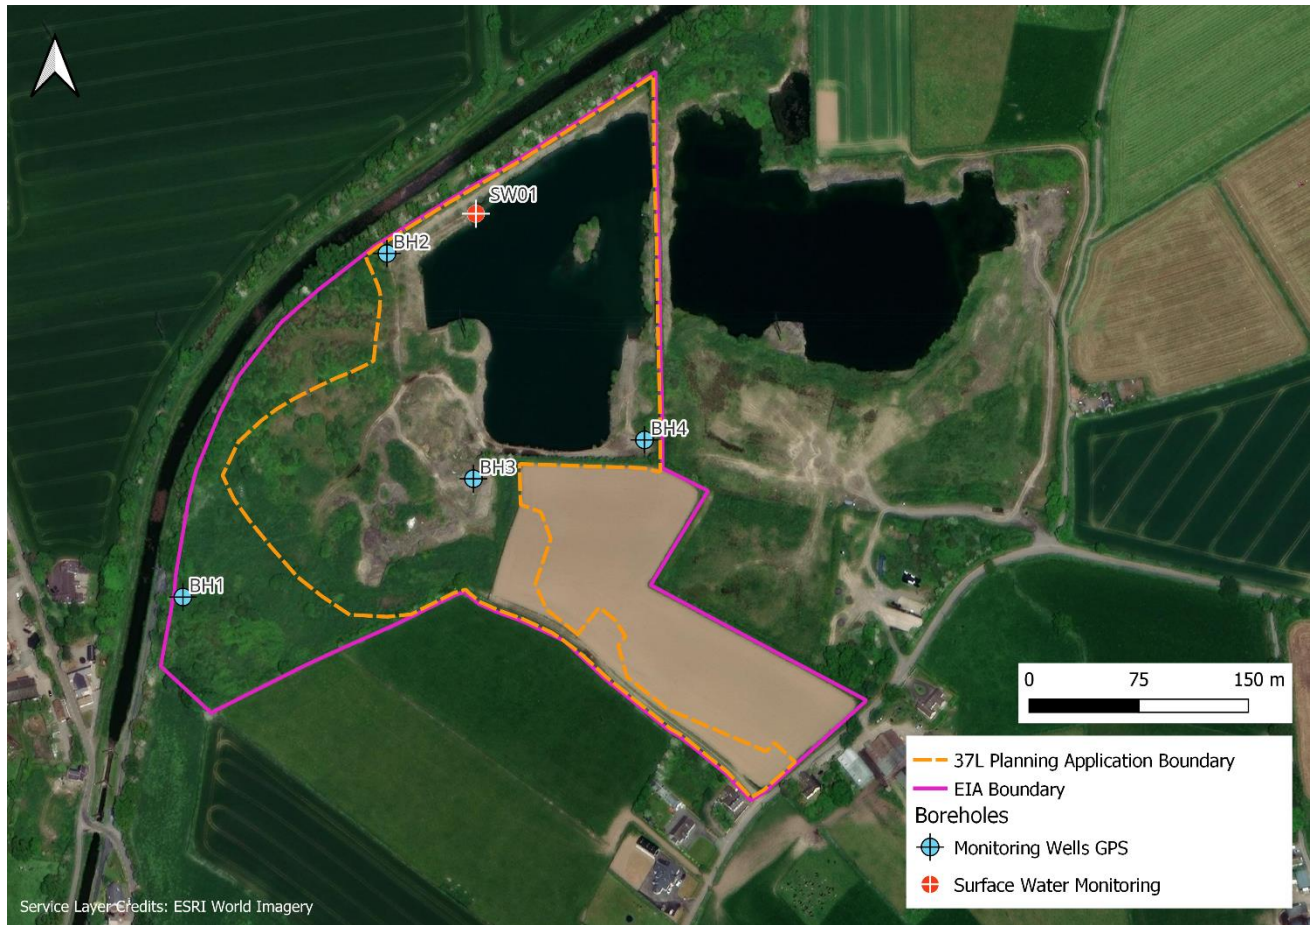 SW01
BH2
BH4
BH3
BH1
0 75 150 m
37L Planning Application Boundary
EIA Boundary
Boreholes
Monitoring Wells GPS
Surface Water Monitoring
Service Layer Credits: ESRI World Imagery